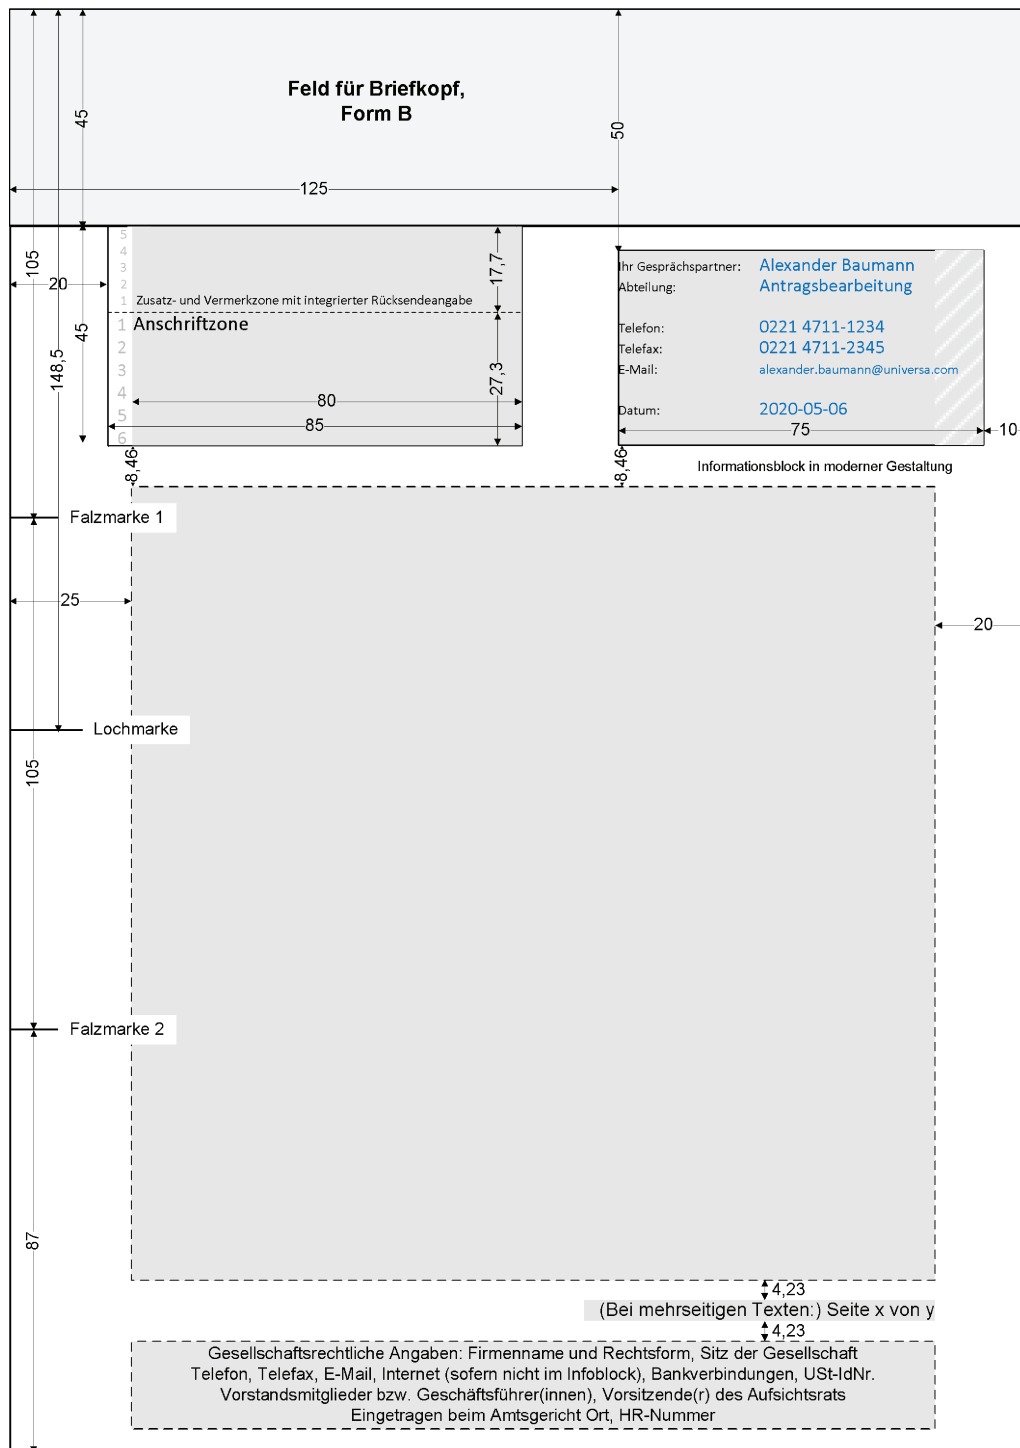 Feld für Briefkopf,
Form B
45
50
125
105
20
148,5
45
5
4
3
2
1
Zusatz- und Vermerkzone mit integrierter Rücksendeangabe
17,7
1
Anschriftzone
2
3
4
5
6
27,3
80
85
Ihr Gesprächspartner: Alexander Baumann
Abteilung: Antragsbearbeitung
Telefon: 0221 4711-1234
Telefax: 0221 4711-2345
E-Mail: alexander.baumann@universa.com
Datum: 2020-05-06
75
10
8,46
8,46
Informationsblock in moderner Gestaltung
Falzmarke 1
25
20
Lochmarke
105
Falzmarke 2
87
4,23
(Bei mehrseitigen Texten:) Seite x von y
4,23
Gesellschaftsrechtliche Angaben: Firmenname und Rechtsform, Sitz der Gesellschaft
Telefon, Telefax, E-Mail, Internet (sofern nicht im Infoblock), Bankverbindungen, USt-IdNr.
Vorstandsmitglieder bzw. Geschäftsführer(innen), Vorsitzende(r) des Aufsichtsrats
Eingetragen beim Amtsgericht Ort, HR-Nummer